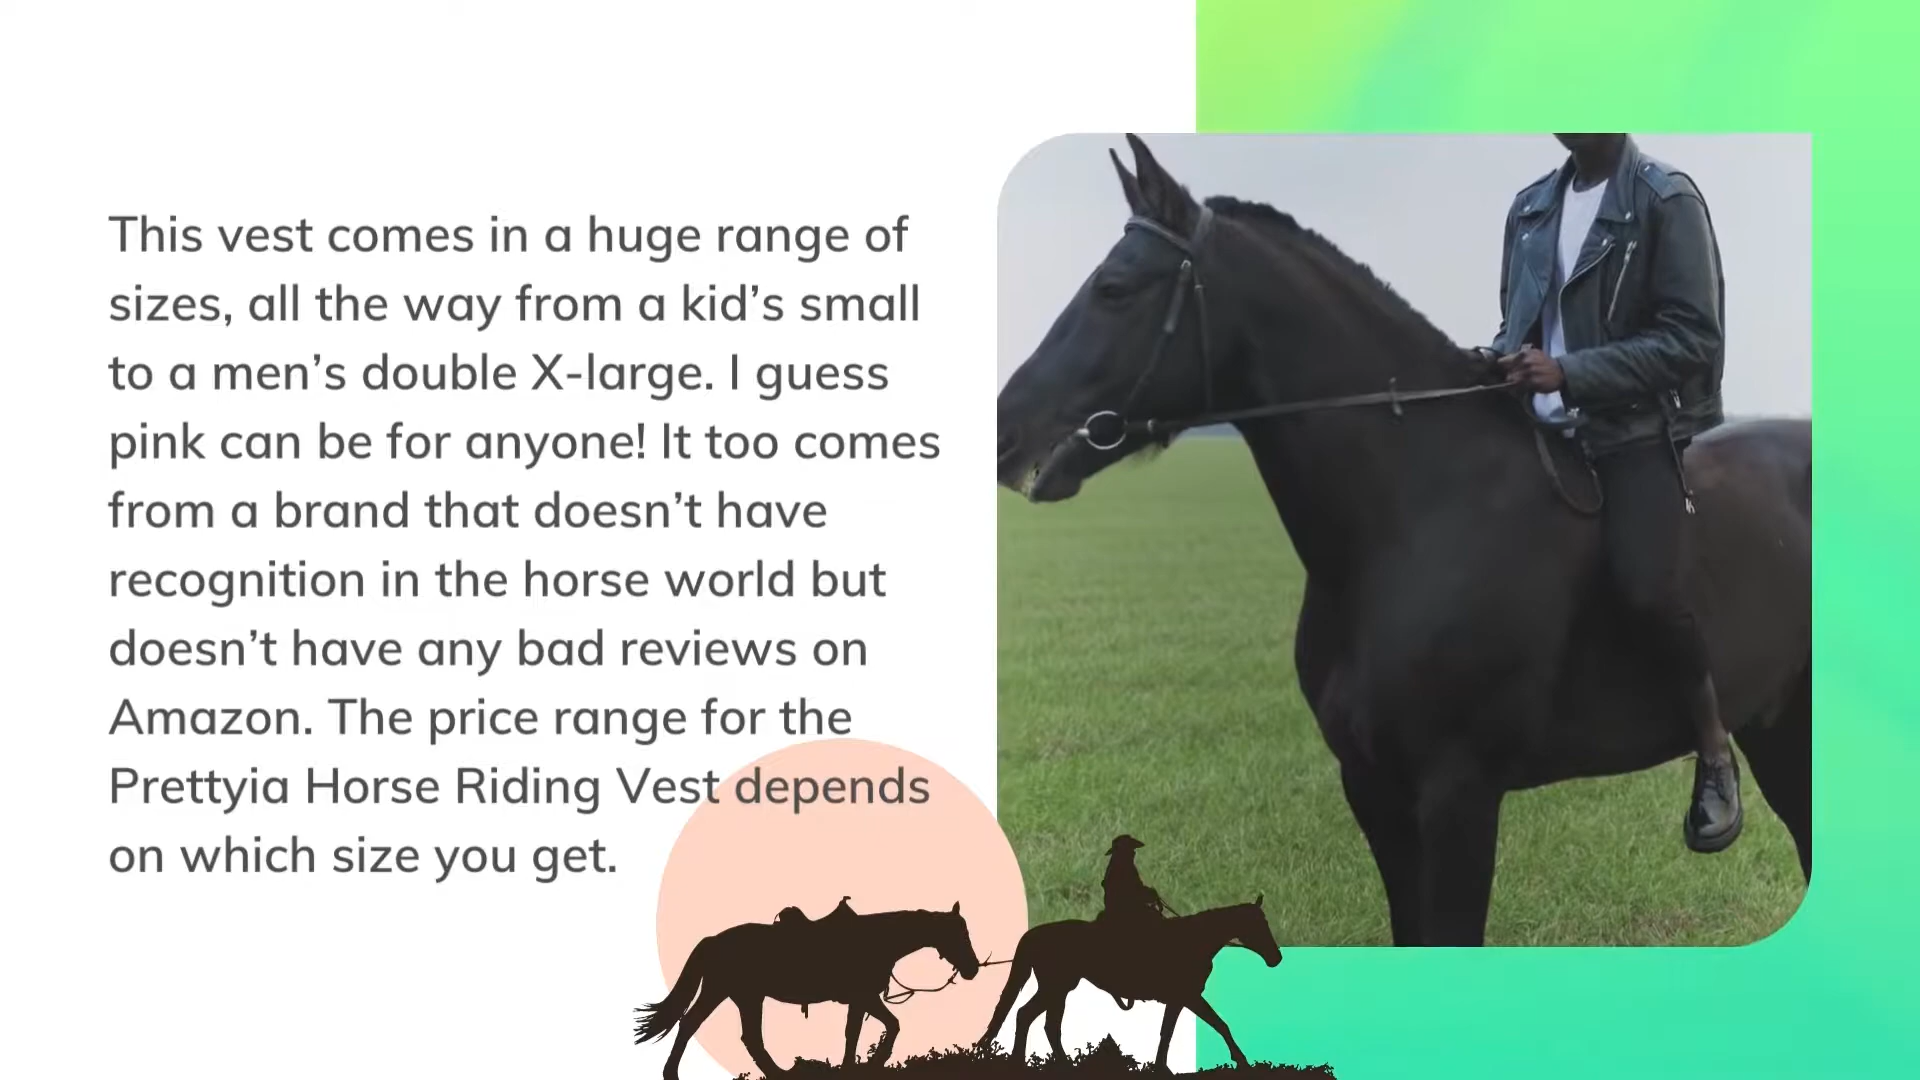 This vest comes in a huge range of
sizes, all the way from a kid’s small
to a men’s double X-large. I guess
pink can be for anyone! It too comes
from a brand that doesn’t have
recognition in the horse world but
doesn’t have any bad reviews on
Amazon. The price range for the
Prettyia Horse Riding Vest depends
on which size you get.